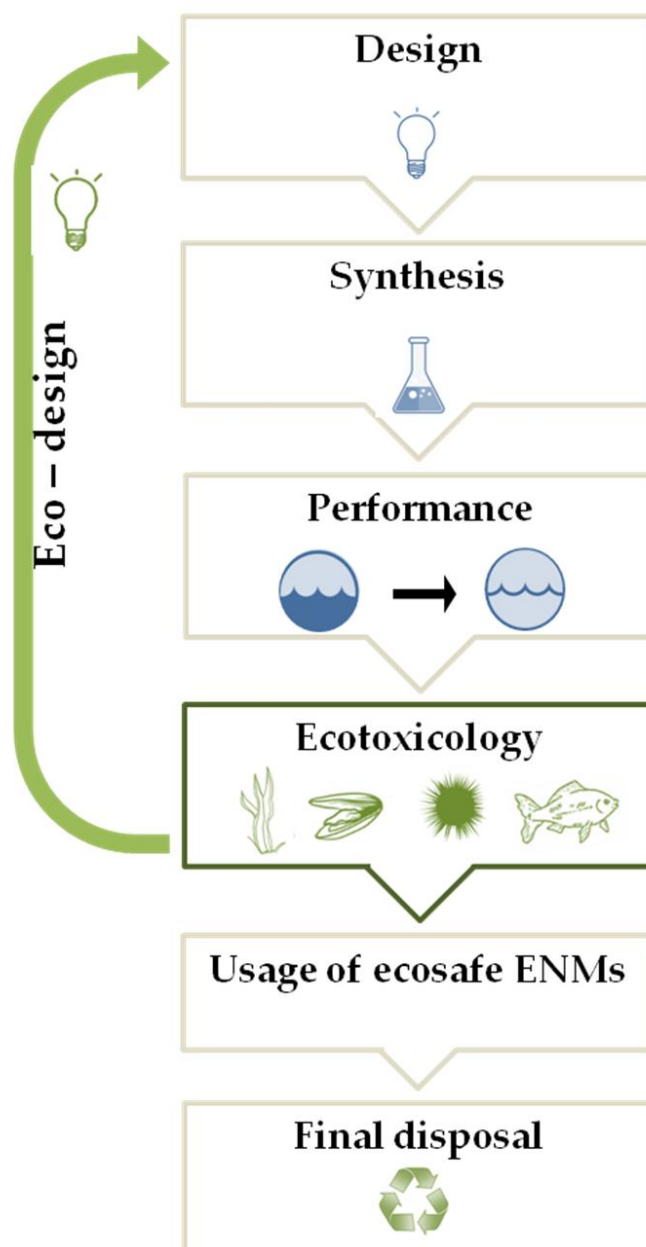 Design
Eco – design
Synthesis
Performance
Ecotoxicology
Usage of ecosafe ENMs
Final disposal